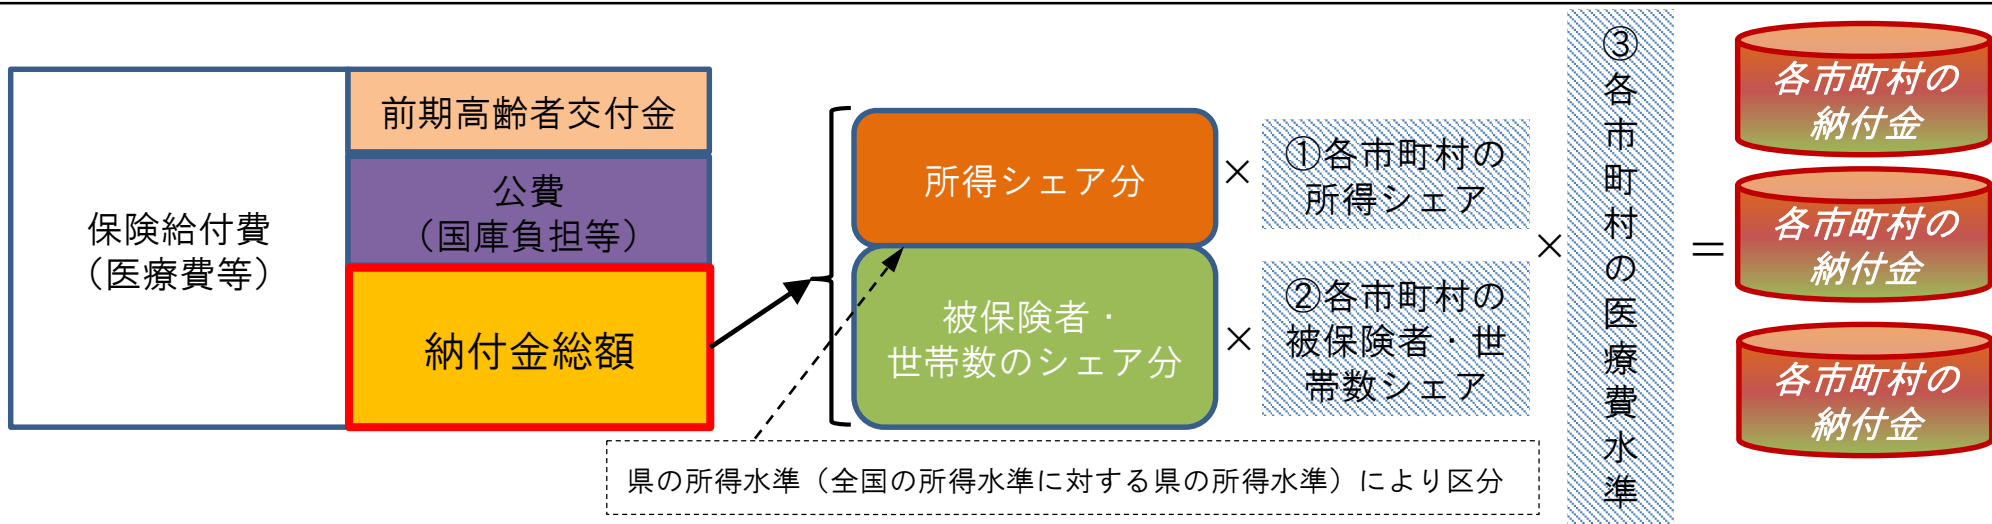 保険給付費
（医療費等）
前期高齢者交付金
公費
（国庫負担等）
納付金総額
所得シェア分
被保険者・
世帯数のシェア分
×
①各市町村の
所得シェア
×
②各市町村の
被保険者・世
帯数シェア
×
③各市町村の医療費水準
＝
各市町村の
納付金
各市町村の
納付金
各市町村の
納付金
県の所得水準（全国の所得水準に対する県の所得水準）により区分